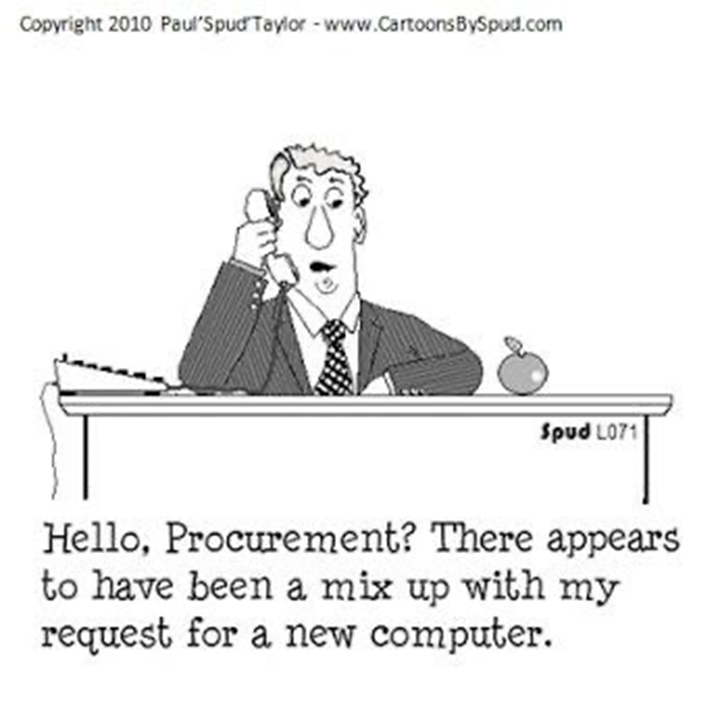 Copyright 2010 Paul'Spud'Taylor - www.CartoonsBySpud.com
Spud L071
Hello, Procurement? There appears
to have been a mix up with my
request for a new computer.